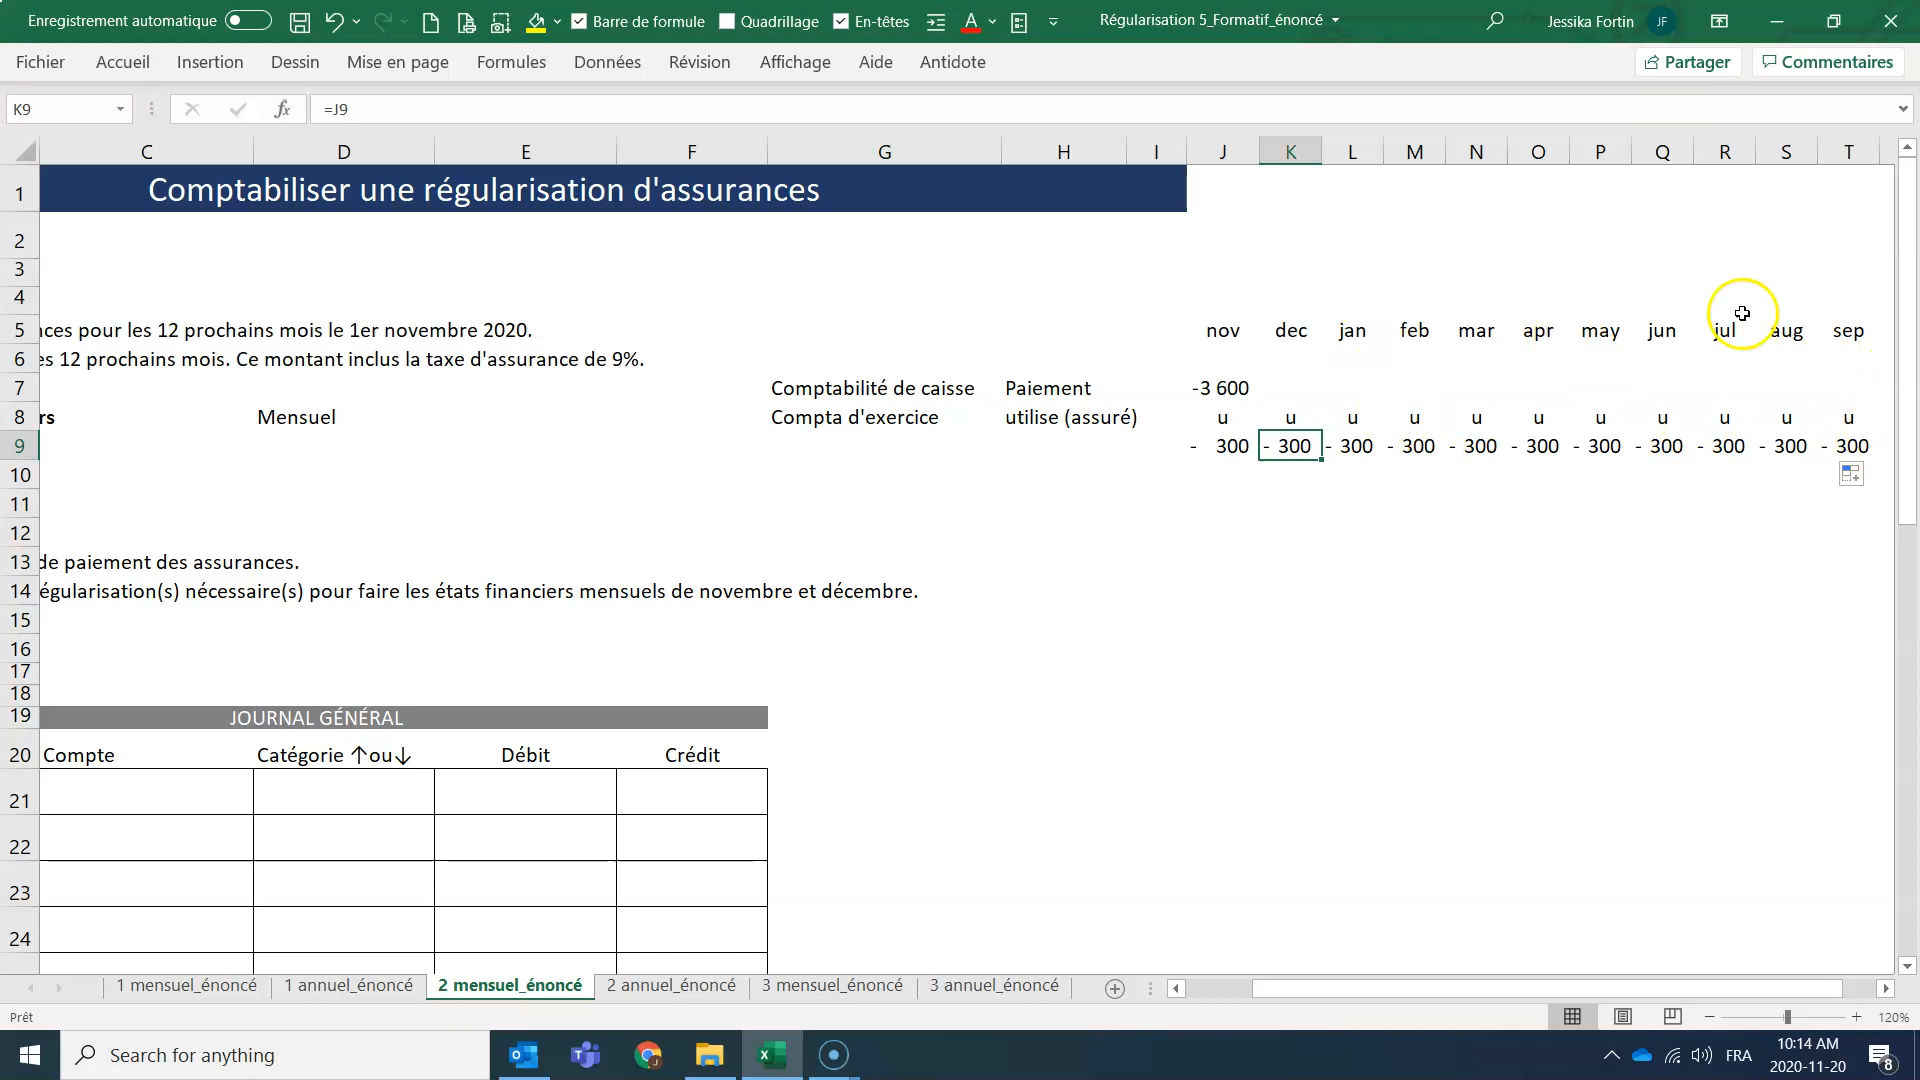 Enregistrement automatique
Barre de formule
Quadrillage
En-têtes
Régularisation 5_Formatif_énoncé
Jessika Fortin
JF
Fichier Accueil Insertion Dessin Mise en page Formules Données Révision Affichage Aide Antidote
Partager
Commentaires
K9
fx
=J9
C D E F G H I J K L M N O P Q R S T
1 Comptabiliser une régularisation d'assurances
2
3
4
5 nces pour les 12 prochains mois le 1er novembre 2020. nov dec jan feb mar apr may jun jul aug sep
6 es 12 prochains mois. Ce montant inclus la taxe d'assurance de 9%.
7 Comptabilité de caisse Paiement -3 600
8 rs Mensuel Compta d'exercice utilise (assuré) u u u u u u u u u u u
9 - 300 - 300 - 300 - 300 - 300 - 300 - 300 - 300 - 300 - 300 - 300
10
11
12
13 de paiement des assurances.
14 égularisation(s) nécessaire(s) pour faire les états financiers mensuels de novembre et décembre.
15
16
17
18
19 JOURNAL GÉNÉRAL
20 Compte Catégorie ↑ou↓ Débit Crédit
21
22
23
24
1 mensuel_énoncé 1 annuel_énoncé 2 mensuel_énoncé 2 annuel_énoncé 3 mensuel_énoncé 3 annuel_énoncé
Prêt
120%
Search for anything
FRA
10:14 AM
2020-11-20
8